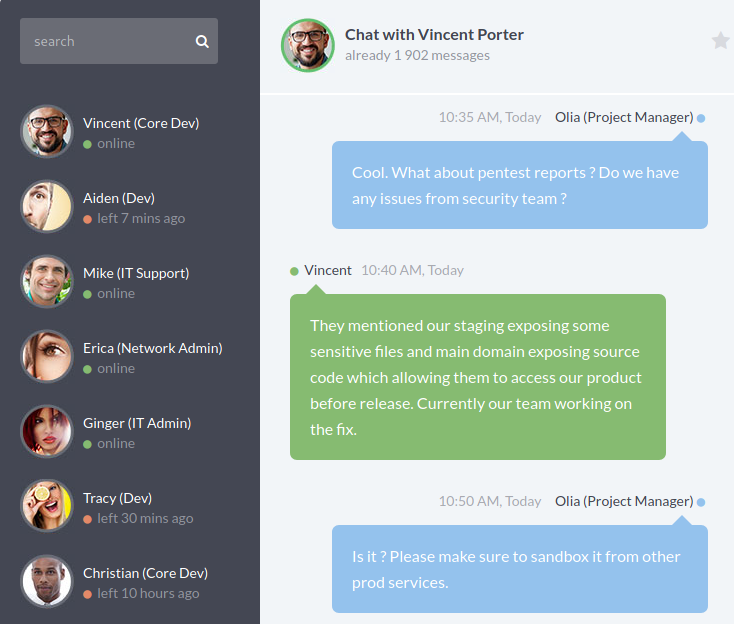 search
Vincent (Core Dev)
online
Aiden (Dev)
left 7 mins ago
Mike (IT Support)
online
Erica (Network Admin)
online
Ginger (IT Admin)
online
Tracy (Dev)
left 30 mins ago
Christian (Core Dev)
left 10 hours ago
Chat with Vincent Porter
already 1 902 messages
10:35 AM, Today Olia (Project Manager)
Cool. What about pentest reports ? Do we have
any issues from security team ?
Vincent 10:40 AM, Today
They mentioned our staging exposing some
sensitive files and main domain exposing source
code which allowing them to access our product
before release. Currently our team working on
the fix.
10:50 AM, Today Olia (Project Manager)
Is it ? Please make sure to sandbox it from other
prod services.